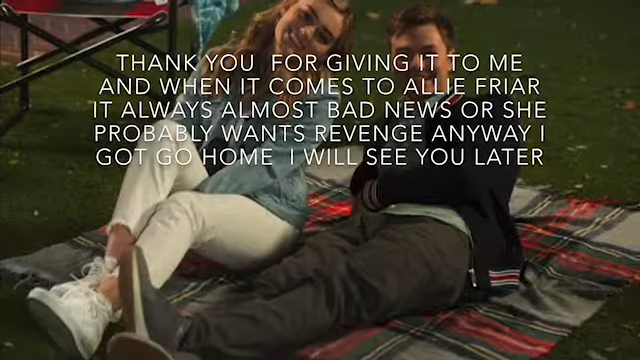 THANK YOU  FOR GIVING IT TO ME
AND WHEN IT COMES TO ALLIE FRIAR
IT ALWAYS ALMOST BAD NEWS OR SHE
PROBABLY WANTS REVENGE ANYWAY I
GOT GO HOME  I WILL SEE YOU LATER